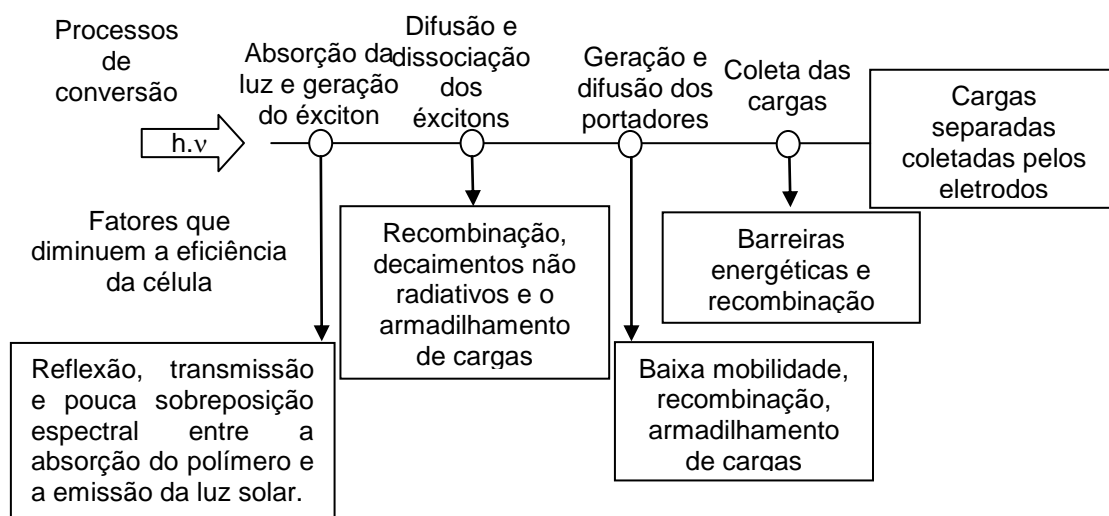 Processos
de
conversão
h.ν
Absorção da
luz e geração
do éxciton
Difusão e
dissociação
dos
éxcitons
Geração e
difusão dos
portadores
Coleta das
cargas
Cargas
separadas
coletadas pelos
eletrodos
Fatores que
diminuem a eficiência
da célula
Reflexão, transmissão
e pouca sobreposição
espectral entre a
absorção do polímero e
a emissão da luz solar.
Recombinação,
decaimentos não
radiativos e o
armadilhamento
de cargas
Baixa mobilidade,
recombinação,
armadilhamento
de cargas
Barreiras
energéticas e
recombinação